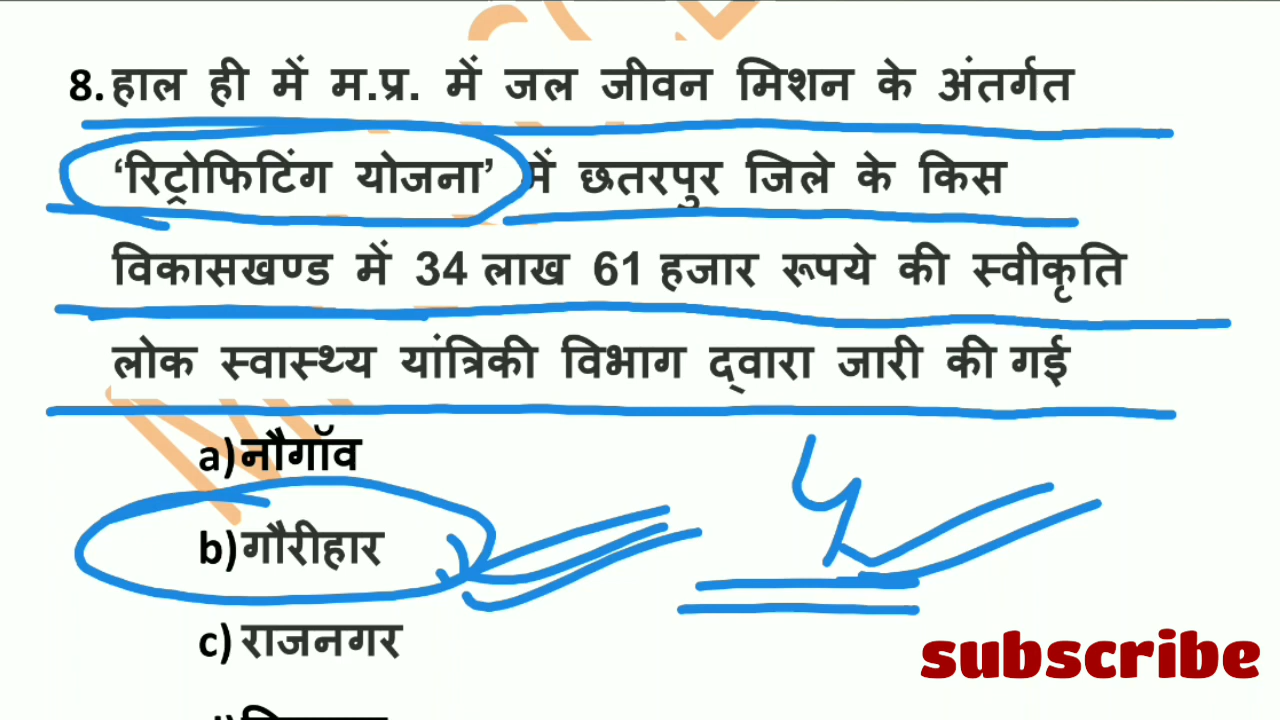 8. हाल ही में म.प्र. में जल जीवन मिशन के अंतर्गत
‘रिट्रोफिटिंग योजना’ में छतरपुर जिले के किस
विकासखण्ड में 34 लाख 61 हजार रूपये की स्वीकृति
लोक स्वास्थ्य यांत्रिकी विभाग द्वारा जारी की गई
a) नौगॉव
b) गौरीहार
c) राजनगर
subscribe